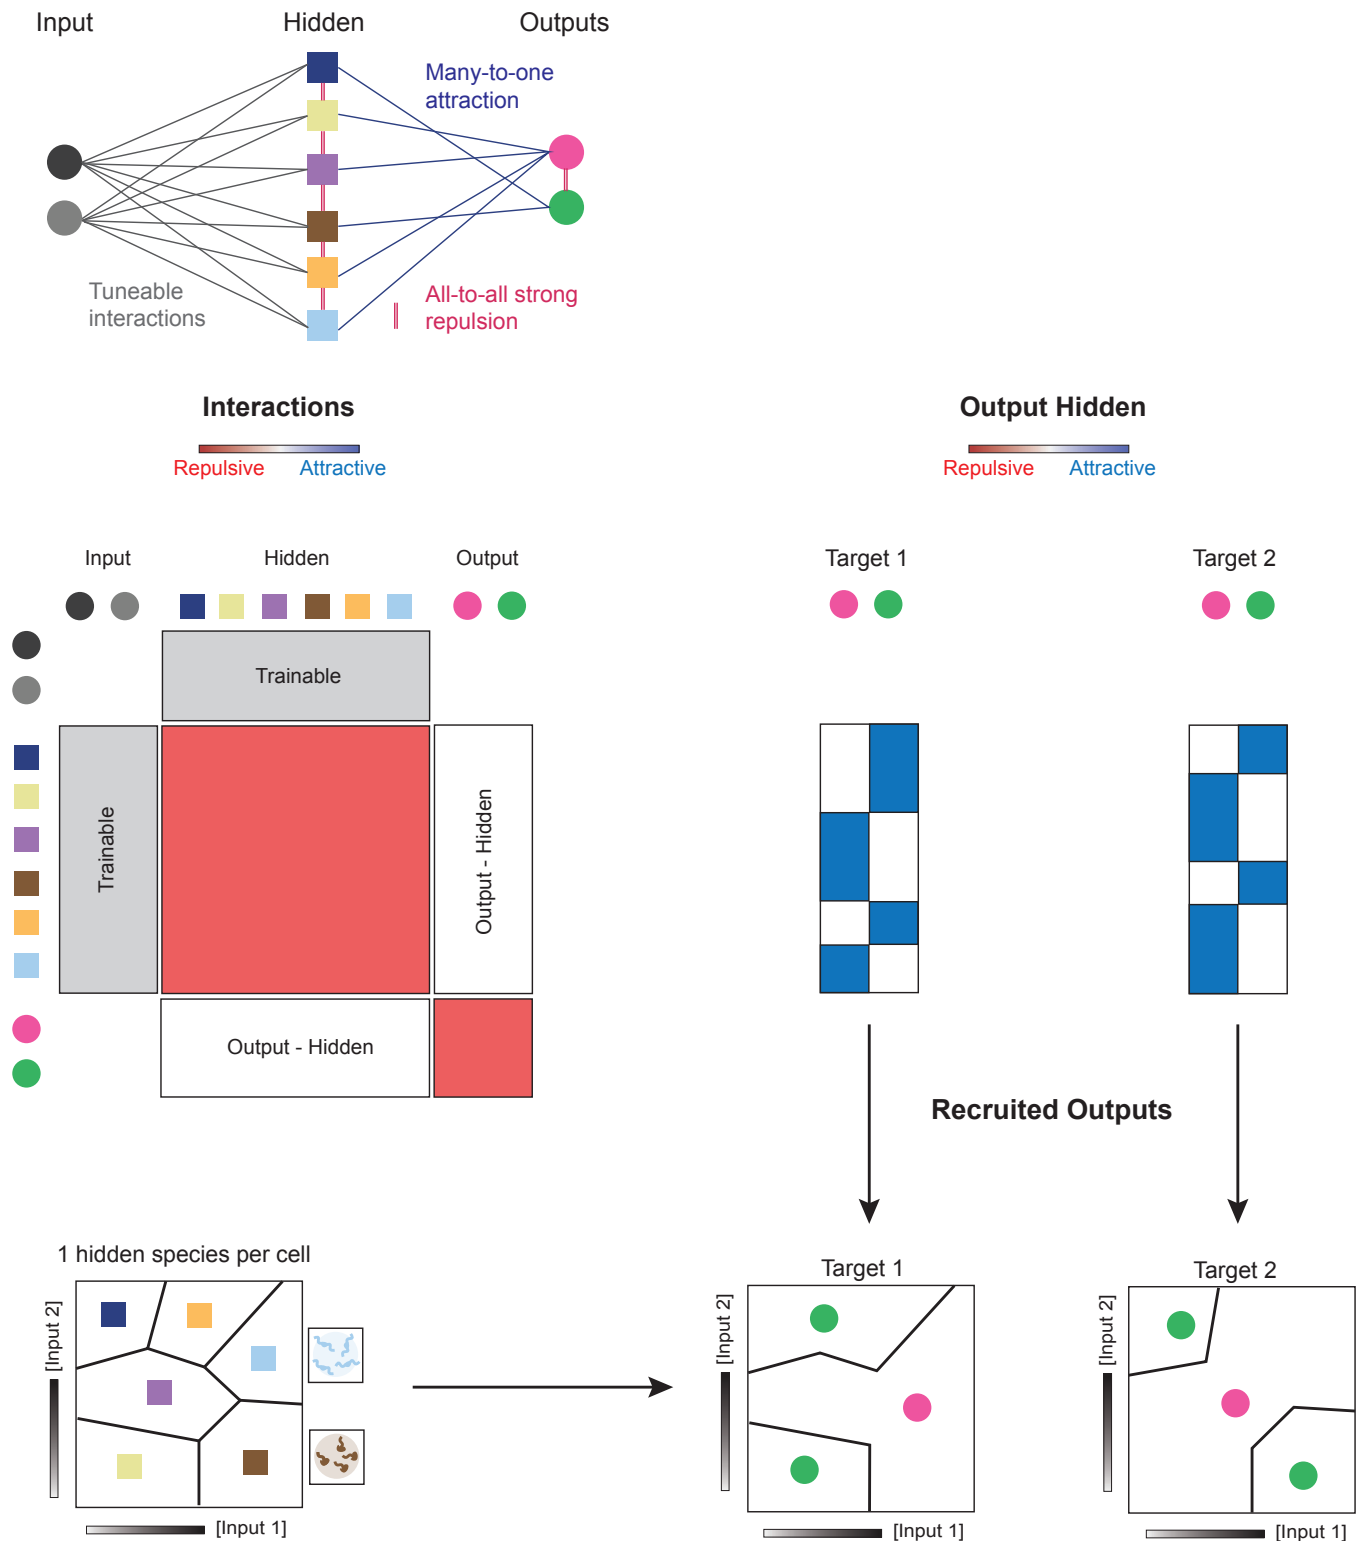 Input
Hidden
Outputs
Many-to-one
attraction
Tuneable
interactions
All-to-all strong
repulsion
Interactions
Repulsive
Attractive
Output Hidden
Repulsive
Attractive
Input
Hidden
Output
Target 1
Target 2
Trainable
Trainable
Output - Hidden
Output - Hidden
Recruited Outputs
1 hidden species per cell
[Input 2]
[Input 1]
Target 1
[Input 2]
[Input 1]
Target 2
[Input 2]
[Input 1]